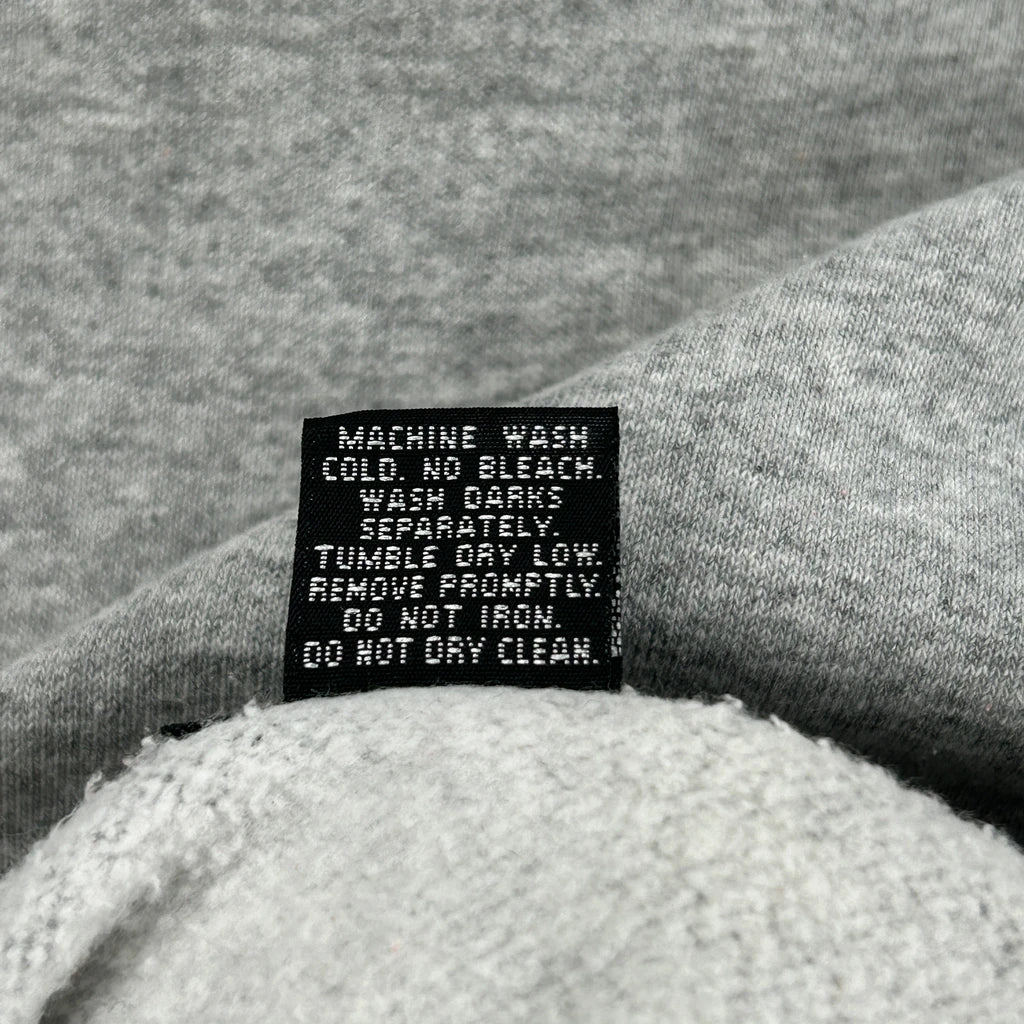 MACHINE WASH
COLD. NO BLEACH.
WASH DARKS
SEPARATELY.
TUMBLE DRY LOW.
REMOVE PROMPTLY.
DO NOT IRON.
DO NOT DRY CLEAN.